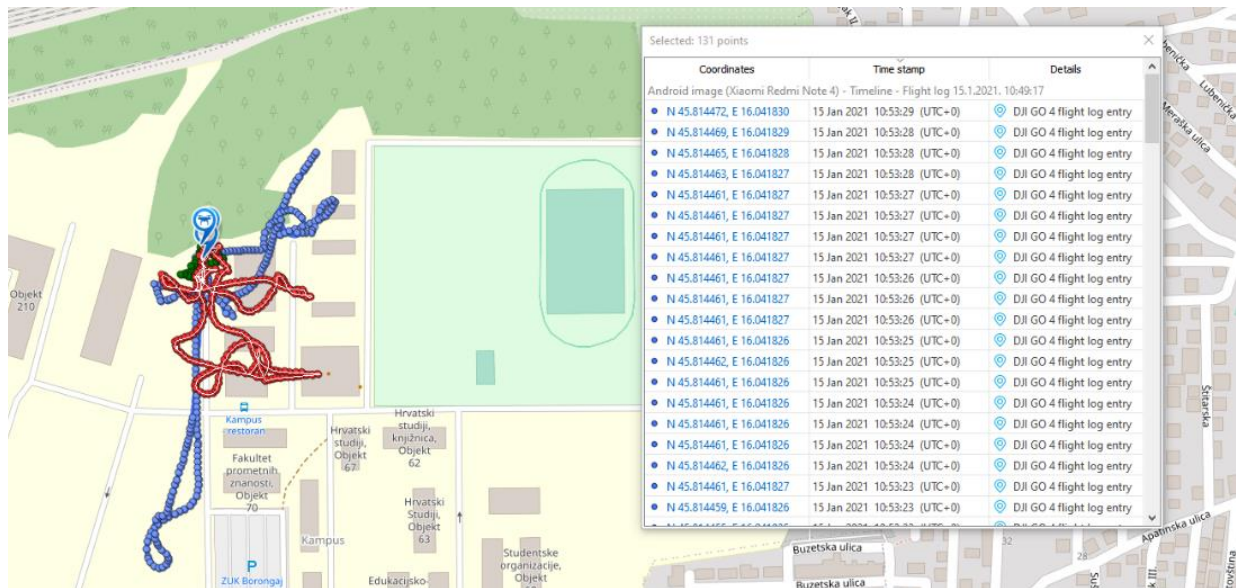 Selected: 131 points
Coordinates Time stamp Details
Android image (Xiaomi Redmi Note 4) - Timeline - Flight log 15.1.2021. 10:49:17
N 45.814472, E 16.041830 15 Jan 2021 10:53:29 (UTC+0) DJI GO 4 flight log entry
N 45.814469, E 16.041829 15 Jan 2021 10:53:28 (UTC+0) DJI GO 4 flight log entry
N 45.814465, E 16.041828 15 Jan 2021 10:53:28 (UTC+0) DJI GO 4 flight log entry
N 45.814463, E 16.041827 15 Jan 2021 10:53:28 (UTC+0) DJI GO 4 flight log entry
N 45.814461, E 16.041827 15 Jan 2021 10:53:27 (UTC+0) DJI GO 4 flight log entry
N 45.814461, E 16.041827 15 Jan 2021 10:53:27 (UTC+0) DJI GO 4 flight log entry
N 45.814461, E 16.041827 15 Jan 2021 10:53:27 (UTC+0) DJI GO 4 flight log entry
N 45.814461, E 16.041827 15 Jan 2021 10:53:27 (UTC+0) DJI GO 4 flight log entry
N 45.814461, E 16.041827 15 Jan 2021 10:53:26 (UTC+0) DJI GO 4 flight log entry
N 45.814461, E 16.041827 15 Jan 2021 10:53:26 (UTC+0) DJI GO 4 flight log entry
N 45.814461, E 16.041827 15 Jan 2021 10:53:26 (UTC+0) DJI GO 4 flight log entry
N 45.814461, E 16.041826 15 Jan 2021 10:53:25 (UTC+0) DJI GO 4 flight log entry
N 45.814462, E 16.041826 15 Jan 2021 10:53:25 (UTC+0) DJI GO 4 flight log entry
N 45.814461, E 16.041826 15 Jan 2021 10:53:25 (UTC+0) DJI GO 4 flight log entry
N 45.814461, E 16.041826 15 Jan 2021 10:53:25 (UTC+0) DJI GO 4 flight log entry
N 45.814461, E 16.041826 15 Jan 2021 10:53:24 (UTC+0) DJI GO 4 flight log entry
N 45.814461, E 16.041826 15 Jan 2021 10:53:24 (UTC+0) DJI GO 4 flight log entry
N 45.814462, E 16.041826 15 Jan 2021 10:53:24 (UTC+0) DJI GO 4 flight log entry
N 45.814461, E 16.041827 15 Jan 2021 10:53:23 (UTC+0) DJI GO 4 flight log entry
N 45.814459, E 16.041826 15 Jan 2021 10:53:23 (UTC+0) DJI GO 4 flight log entry
Lubenička
Meraška ulica
Štitarska
Apatinska ulica
Objekt
210
Kampus
restoran
Fakultet
prometnih
znanosti,
Objekt
70
Hrvatski
studiji,
Objekt
67
Hrvatski
studiji,
knjižnica,
Objekt
62
Hrvatski
Studiji,
Objekt
63
Kampus
P
ZUK Borongaj
Edukacijsko-
Studentske
organizacije,
Objekt
Buzetska ulica
Buzetska ulica
32
28